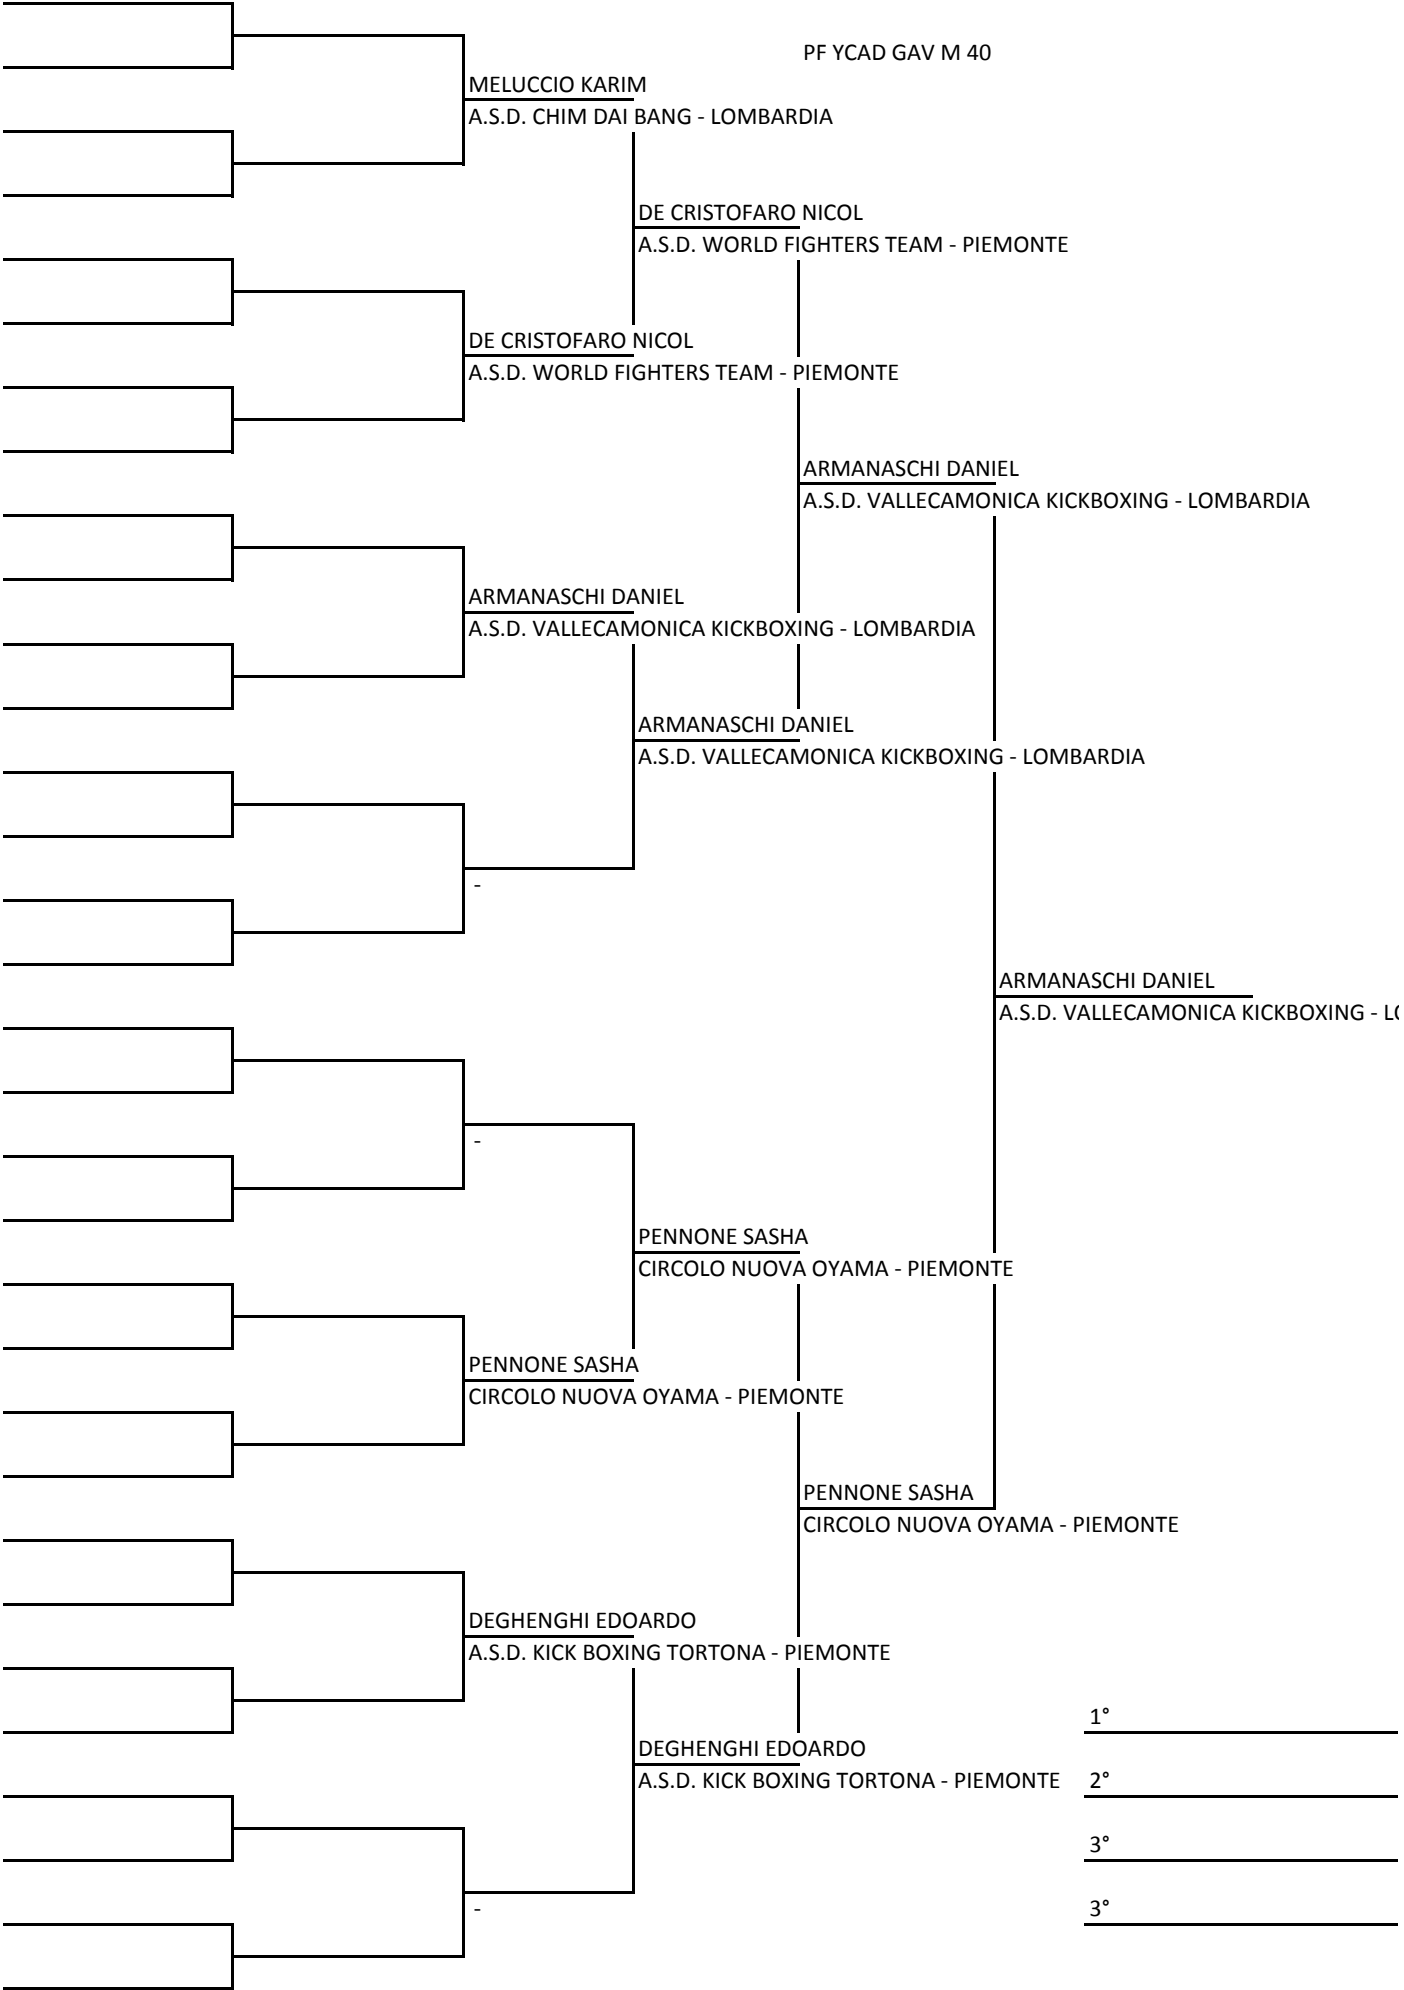 PF YCAD GAV M 40
MELUCCIO KARIM
A.S.D. CHIM DAI BANG - LOMBARDIA
DE CRISTOFARO NICOL
A.S.D. WORLD FIGHTERS TEAM - PIEMONTE
DE CRISTOFARO NICOL
A.S.D. WORLD FIGHTERS TEAM - PIEMONTE
ARMANASCHI DANIEL
A.S.D. VALLECAMONICA KICKBOXING - LOMBARDIA
ARMANASCHI DANIEL
A.S.D. VALLECAMONICA KICKBOXING - LOMBARDIA
ARMANASCHI DANIEL
A.S.D. VALLECAMONICA KICKBOXING - LOMBARDIA
-
ARMANASCHI DANIEL
A.S.D. VALLECAMONICA KICKBOXING - L
-
PENNONE SASHA
CIRCOLO NUOVA OYAMA - PIEMONTE
PENNONE SASHA
CIRCOLO NUOVA OYAMA - PIEMONTE
PENNONE SASHA
CIRCOLO NUOVA OYAMA - PIEMONTE
DEGHENGHI EDOARDO
A.S.D. KICK BOXING TORTONA - PIEMONTE
1°
DEGHENGHI EDOARDO
A.S.D. KICK BOXING TORTONA - PIEMONTE
2°
3°
-
3°